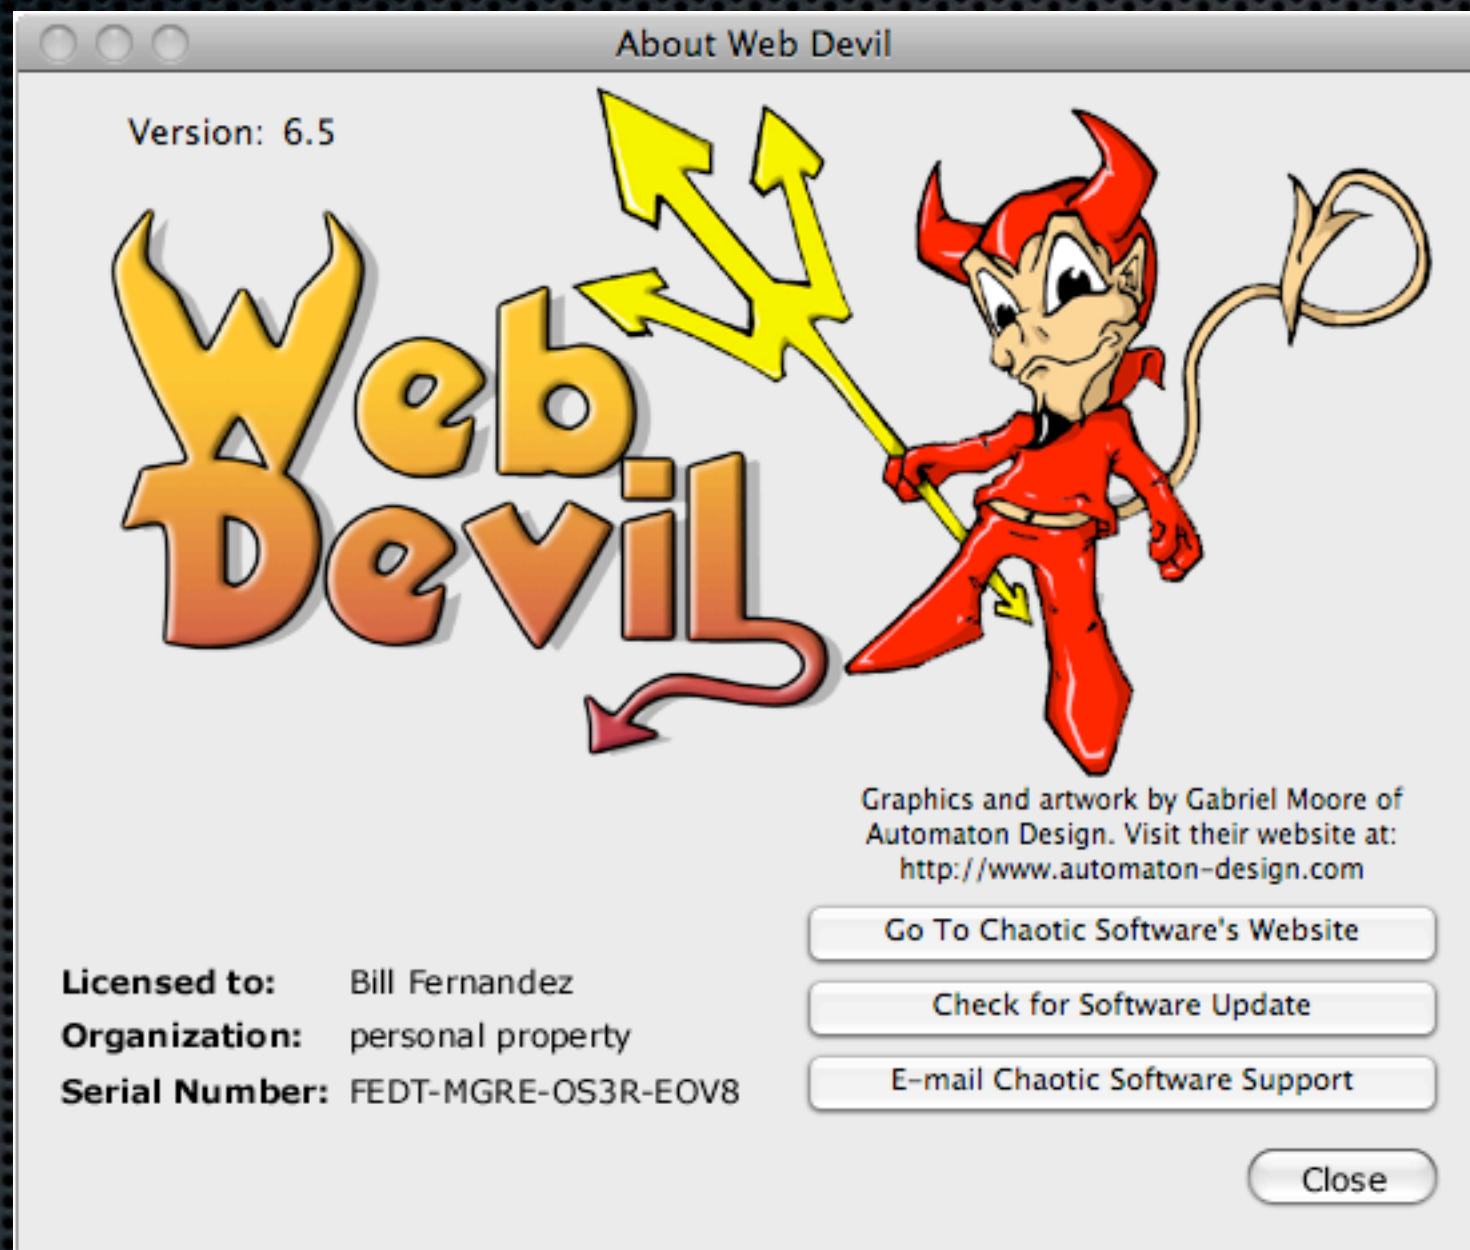 About Web Devil
Version: 6.5
Web
Devil
Graphics and artwork by Gabriel Moore of
Automaton Design. Visit their website at:
http://www.automaton-design.com
Go To Chaotic Software's Website
Check for Software Update
E-mail Chaotic Software Support
Licensed to: Bill Fernandez
Organization: personal property
Serial Number: FEDT-MGRE-OS3R-EOV8
Close